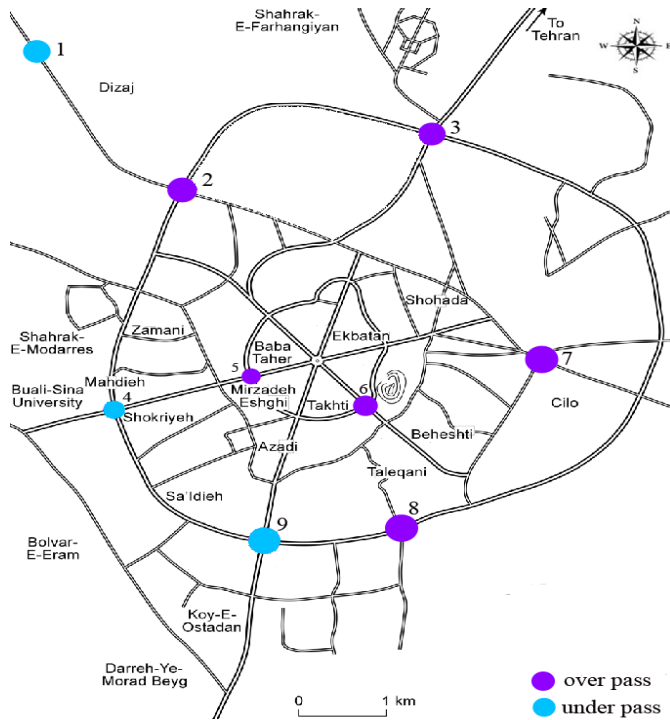 Shahrak-
E-Farhangiyan
To
Tehran
N
W
E
S
1
Dizaj
3
2
Shohada
Zamani
Ekbatan
Baba
Taher
Shahrak-
E-Modarres
7
5
Mahdieh
Mirzadeh
Eshghi
6
Buali-Sina
University
4
Shokriyeh
Takhti
Cilo
Beheshti
Azadi
Taleqani
Sa'Idieh
8
9
Bolvar-
E-Eram
Koy-E-
Ostadan
Darreh-Ye-
Morad Beyg
over pass
under pass
0
1 km